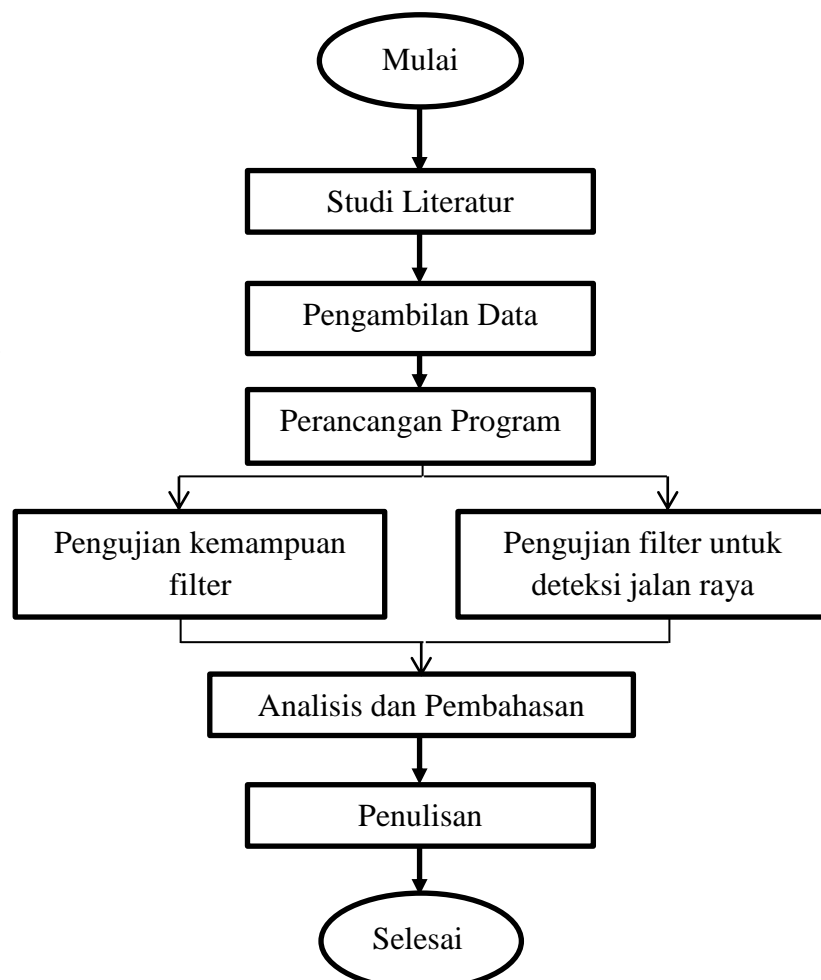 Mulai
Studi Literatur
Pengambilan Data
Perancangan Program
Pengujian kemampuan
filter
Pengujian filter untuk
deteksi jalan raya
Analisis dan Pembahasan
Penulisan
Selesai